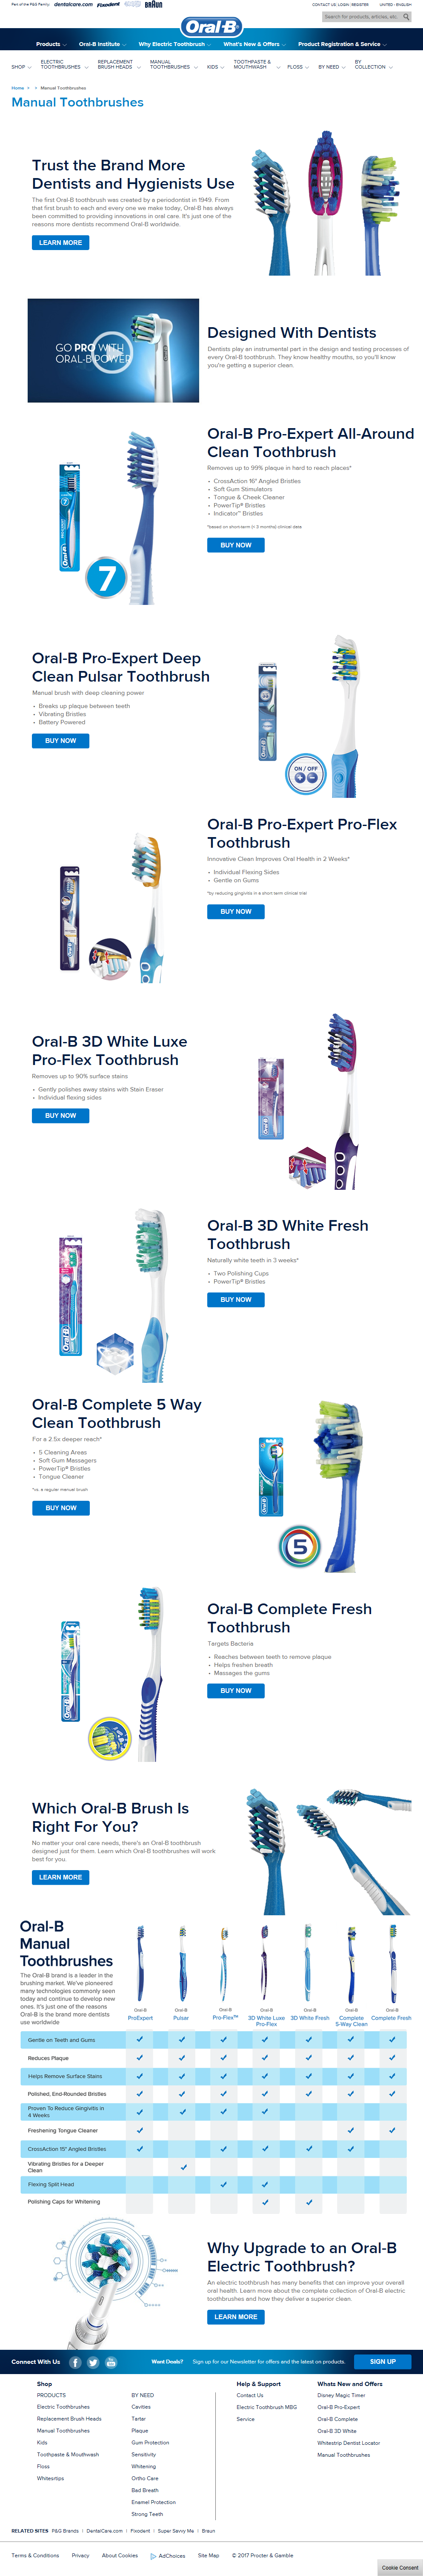 Part of the P&G Family: dentalcare.com Fixodent BRAUN
CONTACT US LOGIN REGISTER UNITED - ENGLISH
Search for products, articles, etc.
Oral-B
Products Oral-B Institute Why Electric Toothbrush What's New & Offers Product Registration & Service
SHOP ELECTRIC TOOTHBRUSHES REPLACEMENT BRUSH HEADS MANUAL TOOTHBRUSHES KIDS TOOTHPASTE & MOUTHWASH FLOSS BY NEED BY COLLECTION
Home > > Manual Toothbrushes
Manual Toothbrushes
Trust the Brand More
Dentists and Hygienists Use
The first Oral-B toothbrush was created by a periodontist in 1949. From
that first brush to each and every one we make today, Oral-B has always
been committed to providing innovations in oral care. It's just one of the
reasons more dentists recommend Oral-B worldwide.
LEARN MORE
GO PRO WITH
ORAL-B POWER
Designed With Dentists
Dentists play an instrumental part in the design and testing processes of
every Oral-B toothbrush. They know healthy mouths, so you'll know
you're getting a superior clean.
Oral-B Pro-Expert All-Around
Clean Toothbrush
Removes up to 99% plaque in hard to reach places*
• CrossAction 16° Angled Bristles
• Soft Gum Stimulators
• Tongue & Cheek Cleaner
• PowerTip® Bristles
• Indicator™ Bristles
*based on short-term (< 3 months) clinical data
BUY NOW
7
Oral-B
7
Oral-B Pro-Expert Deep
Clean Pulsar Toothbrush
Manual brush with deep cleaning power
• Breaks up plaque between teeth
• Vibrating Bristles
• Battery Powered
BUY NOW
Oral-B
ON / OFF
Oral-B Pro-Expert Pro-Flex
Toothbrush
Innovative Clean Improves Oral Health in 2 Weeks*
• Individual Flexing Sides
• Gentle on Gums
*by reducing gingivitis in a short term clinical trial
BUY NOW
Oral-B 3D White Luxe
Pro-Flex Toothbrush
Removes up to 90% surface stains
• Gently polishes away stains with Stain Eraser
• Individual flexing sides
BUY NOW
Oral-B 3D White Fresh
Toothbrush
Naturally white teeth in 3 weeks*
• Two Polishing Cups
• PowerTip® Bristles
BUY NOW
Oral-B
Oral-B Complete 5 Way
Clean Toothbrush
For a 2.5x deeper reach*
• 5 Cleaning Areas
• Soft Gum Massagers
• PowerTip® Bristles
• Tongue Cleaner
*vs. a regular manual brush
BUY NOW
Oral-B
5
Oral-B Complete Fresh
Toothbrush
Targets Bacteria
• Reaches between teeth to remove plaque
• Helps freshen breath
• Massages the gums
BUY NOW
Oral-B
Which Oral-B Brush Is
Right For You?
No matter your oral care needs, there's an Oral-B toothbrush
designed just for them. Learn which Oral-B toothbrushes will work
best for you.
LEARN MORE
Oral-B
Manual
Toothbrushes
The Oral-B brand is a leader in the
brushing market. We've pioneered
many technologies commonly seen
today and continue to develop new
ones. It's just one of the reasons
Oral-B is the brand more dentists
use worldwide
Oral-B ProExpert
Oral-B Pulsar
Oral-B Pro-Flex™
Oral-B 3D White Luxe Pro-Flex
Oral-B 3D White Fresh
Oral-B Complete 5-Way Clean
Oral-B Complete Fresh
Gentle on Teeth and Gums
Reduces Plaque
Helps Remove Surface Stains
Polished, End-Rounded Bristles
Proven To Reduce Gingivitis in
4 Weeks
Freshening Tongue Cleaner
CrossAction 15° Angled Bristles
Vibrating Bristles for a Deeper
Clean
Flexing Split Head
Polishing Caps for Whitening
Why Upgrade to an Oral-B
Electric Toothbrush?
An electric toothbrush has many benefits that can improve your overall
oral health. Learn more about the complete collection of Oral-B electric
toothbrushes and how they deliver a superior clean.
LEARN MORE
Connect With Us Want Deals? Sign up for our Newsletter for offers and the latest on products. SIGN UP
Shop
PRODUCTS
Electric Toothbrushes
Replacement Brush Heads
Manual Toothbrushes
Kids
Toothpaste & Mouthwash
Floss
Whitesrtips
BY NEED
Cavities
Tartar
Plaque
Gum Protection
Sensitivity
Whitening
Ortho Care
Bad Breath
Enamel Protection
Strong Teeth
Help & Support
Contact Us
Electric Toothbrush MBG
Service
Whats New and Offers
Disney Magic Timer
Oral-B Pro-Expert
Oral-B Complete
Oral-B 3D White
Whitestrip Dentist Locator
Manual Toothbrushes
RELATED SITES P&G Brands | DentalCare.com | Fixodent | Super Savvy Me | Braun
Terms & Conditions Privacy About Cookies AdChoices Site Map © 2017 Procter & Gamble
Cookie Consent